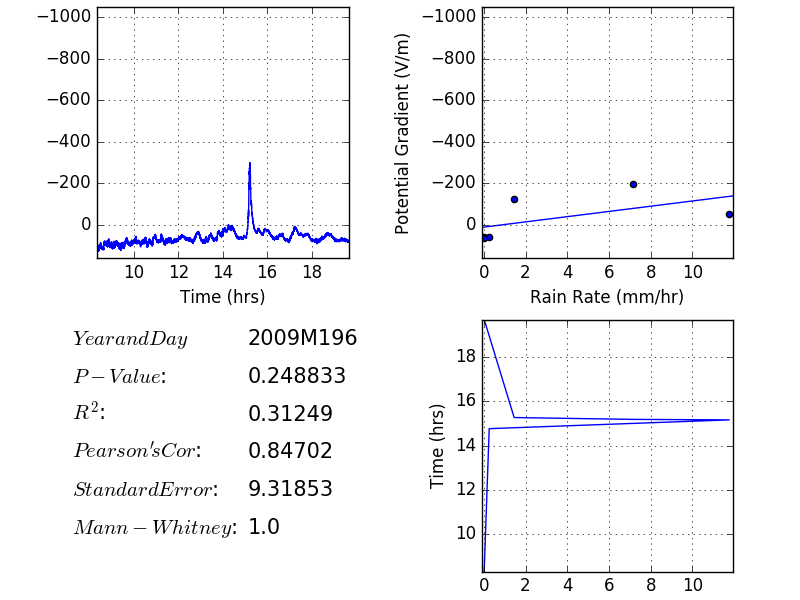 −1000
−800
−600
−400
−200
0
10 12 14 16 18
Time (hrs)
Potential Gradient (V/m)
−1000
−800
−600
−400
−200
0
0 2 4 6 8 10
Rain Rate (mm/hr)
YearandDay 2009M196
P−Value: 0.248833
R²: 0.31249
Pearson'sCor: 0.84702
StandardError: 9.31853
Mann−Whitney: 1.0
Time (hrs)
18
16
14
12
10
0 2 4 6 8 10